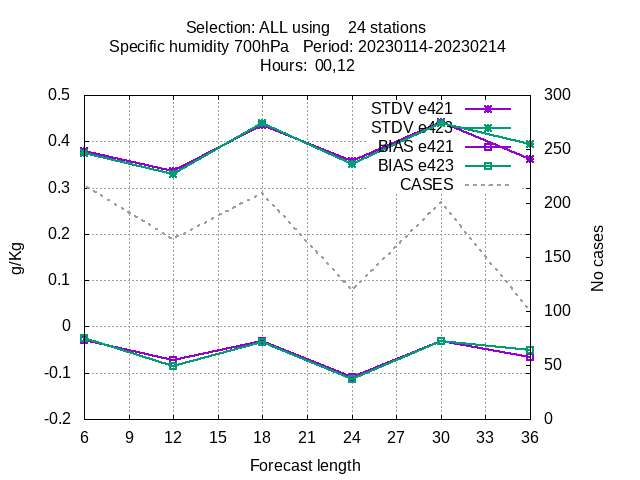 Selection: ALL using 24 stations
Specific humidity 700hPa Period: 20230114-20230214
Hours: 00,12
0.5
0.4
0.3
0.2
0.1
0
-0.1
-0.2
g/Kg
STDV e421
STDV e423
BIAS e421
BIAS e423
CASES
300
250
200
150
100
50
0
No cases
6 9 12 15 18 21 24 27 30 33 36
Forecast length